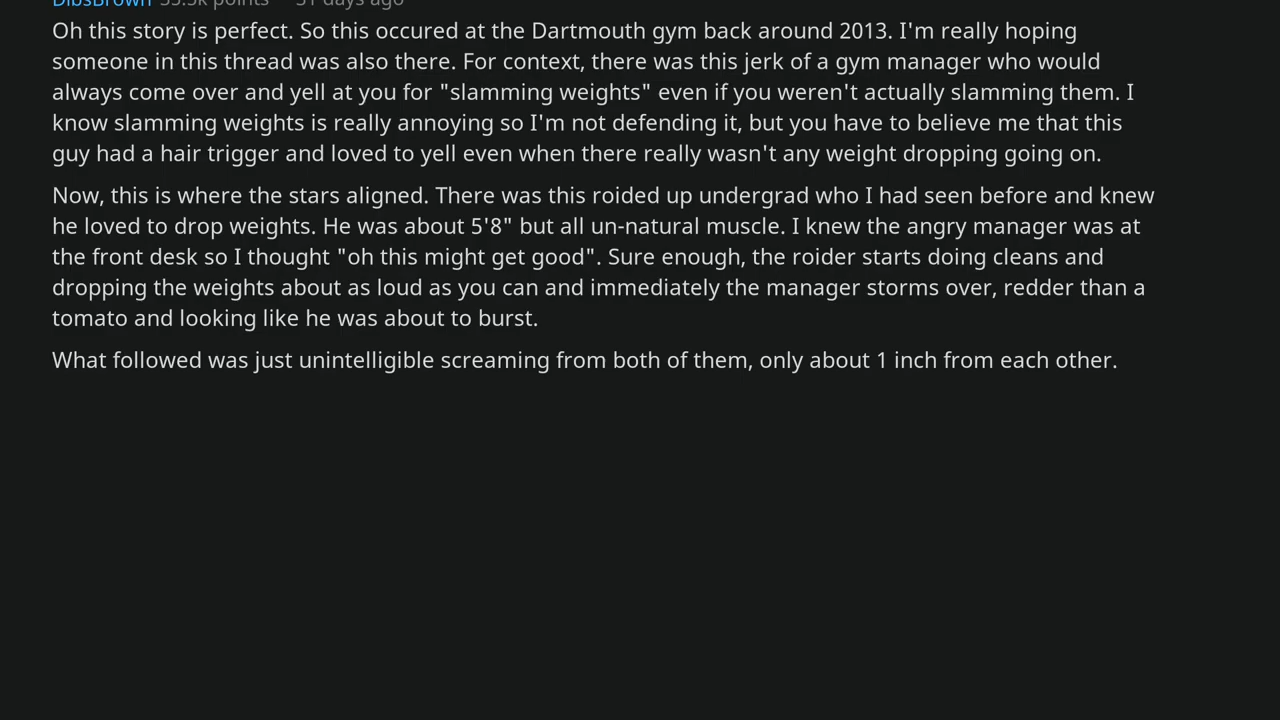 DibsBrown 35.5k points 31 days ago
Oh this story is perfect. So this occured at the Dartmouth gym back around 2013. I'm really hoping
someone in this thread was also there. For context, there was this jerk of a gym manager who would
always come over and yell at you for "slamming weights" even if you weren't actually slamming them. I
know slamming weights is really annoying so I'm not defending it, but you have to believe me that this
guy had a hair trigger and loved to yell even when there really wasn't any weight dropping going on.
Now, this is where the stars aligned. There was this roided up undergrad who I had seen before and knew
he loved to drop weights. He was about 5'8" but all un-natural muscle. I knew the angry manager was at
the front desk so I thought "oh this might get good". Sure enough, the roider starts doing cleans and
dropping the weights about as loud as you can and immediately the manager storms over, redder than a
tomato and looking like he was about to burst.
What followed was just unintelligible screaming from both of them, only about 1 inch from each other.